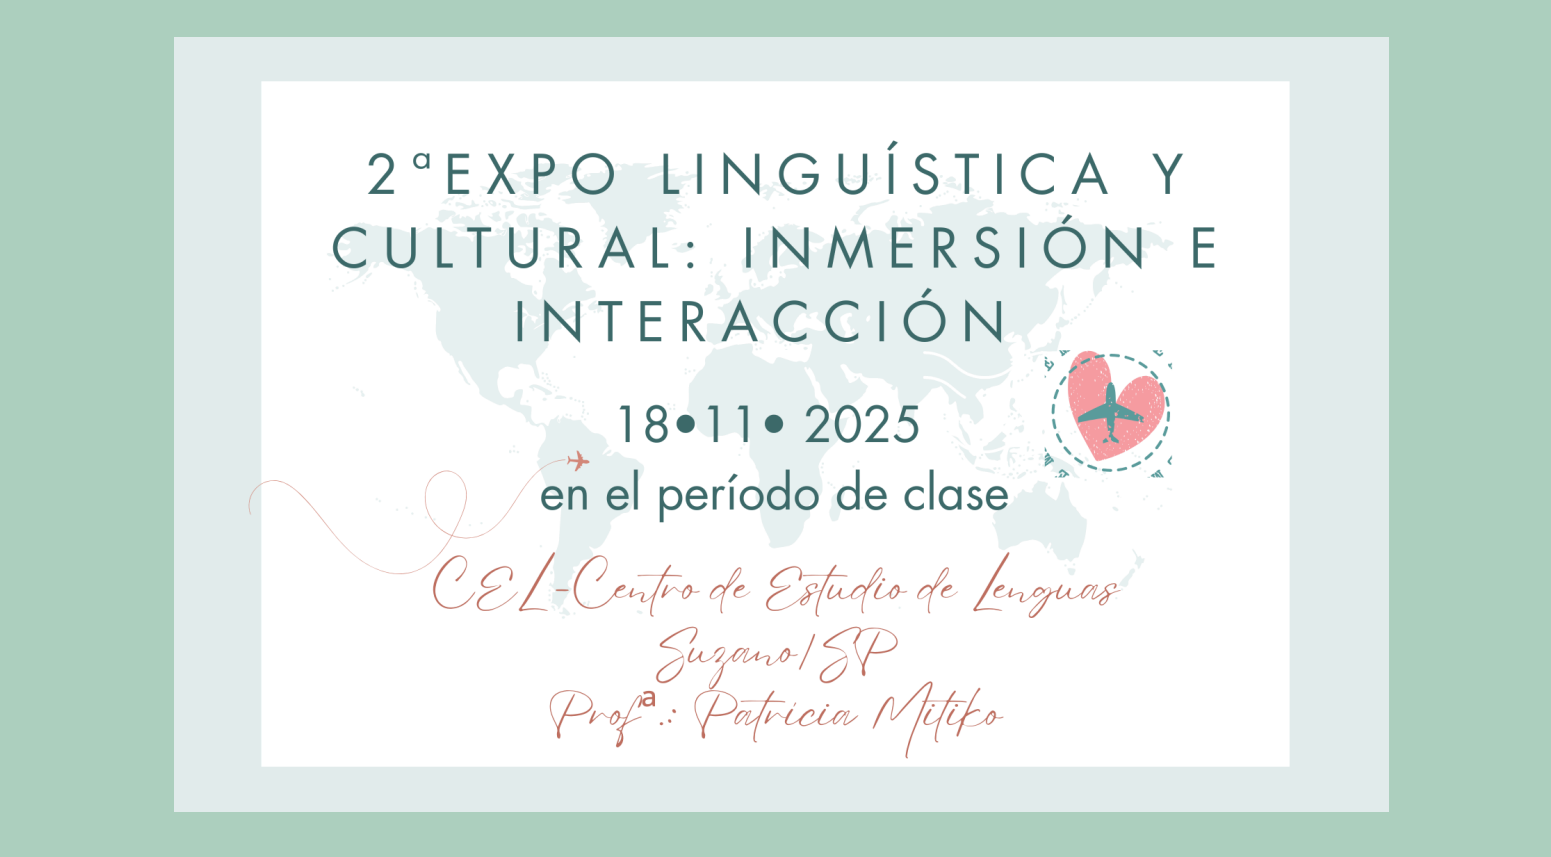 2ªEXPO LINGUÍSTICA Y
CULTURAL: INMERSIÓN E
INTERACCIÓN
18•11• 2025
en el período de clase
CEL-Centro de Estudio de Lenguas
Suzano/SP
Profª.: Patrícia Mitiko